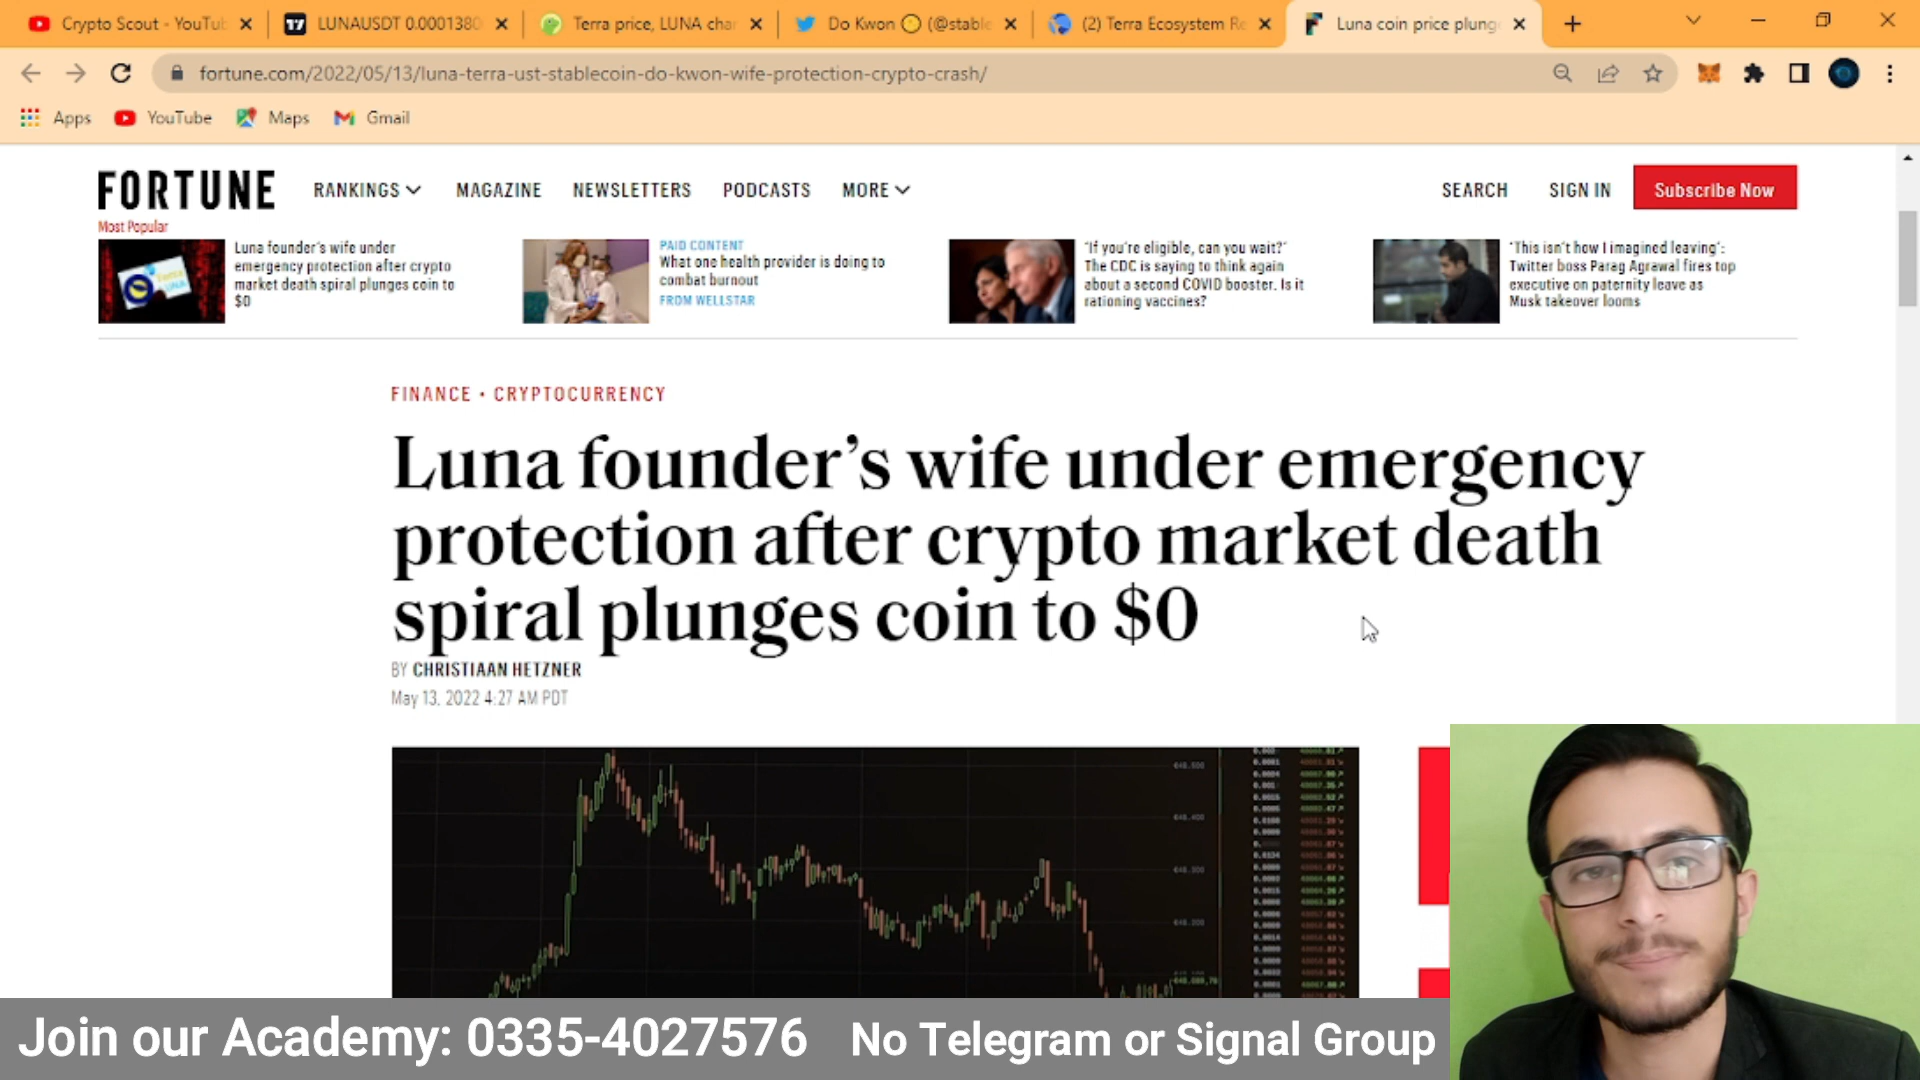 Crypto Scout - YouTub
LUNAUSDT 0.0001380
Terra price, LUNA cha
Do Kwon (@stable
(2) Terra Ecosystem Re
Luna coin price plung
fortune.com/2022/05/13/luna-terra-ust-stablecoin-do-kwon-wife-protection-crypto-crash/
Apps
YouTube
Maps
Gmail
FORTUNE
RANKINGS
MAGAZINE
NEWSLETTERS
PODCASTS
MORE
SEARCH
SIGN IN
Subscribe Now
Most Popular
Luna founder's wife under
emergency protection after crypto
market death spiral plunges coin to
$0
PAID CONTENT
What one health provider is doing to
combat burnout
FROM WELLSTAR
'If you're eligible, can you wait?'
The CDC is saying to think again
about a second COVID booster. Is it
rationing vaccines?
'This isn't how I imagined leaving':
Twitter boss Parag Agrawal fires top
executive on paternity leave as
Musk takeover looms
FINANCE • CRYPTOCURRENCY
Luna founder's wife under emergency
protection after crypto market death
spiral plunges coin to $0
BY CHRISTIAAN HETZNER
May 13, 2022 4:27 AM PDT
Join our Academy: 0335-4027576
No Telegram or Signal Group